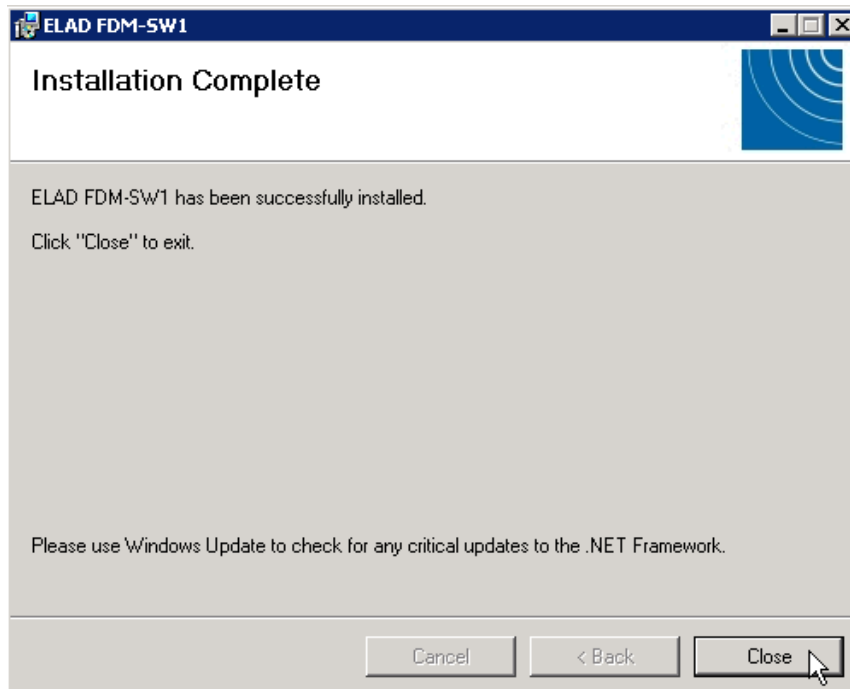 ELAD FDM-SW1
Installation Complete
ELAD FDM-SW1 has been successfully installed.
Click "Close" to exit.
Please use Windows Update to check for any critical updates to the .NET Framework.
Cancel < Back Close